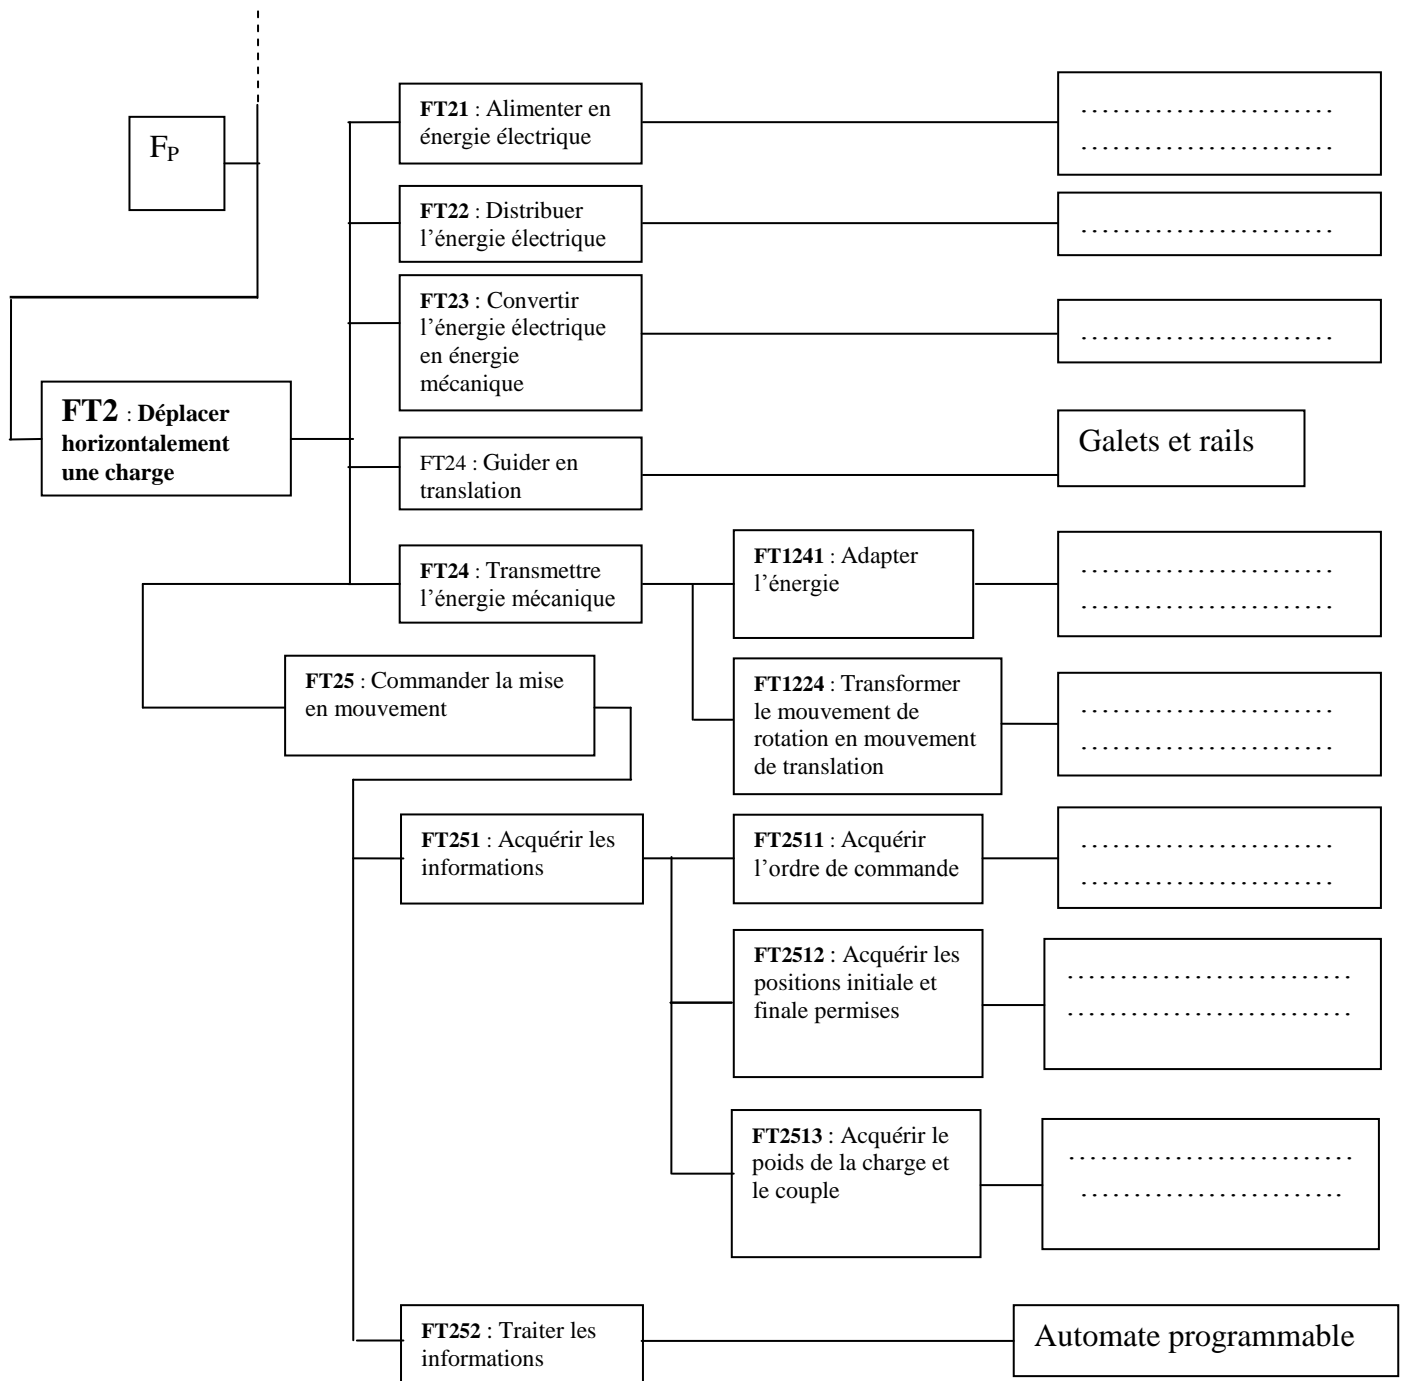 FT21 : Alimenter en
énergie électrique
........................
........................
FP
FT22 : Distribuer
l’énergie électrique
........................
FT23 : Convertir
l’énergie électrique
en énergie
mécanique
........................
FT2 : Déplacer
horizontalement
une charge
FT24 : Guider en
translation
Galets et rails
FT24 : Transmettre
l’énergie mécanique
FT1241 : Adapter
l’énergie
........................
........................
FT25 : Commander la mise
en mouvement
FT1224 : Transformer
le mouvement de
rotation en mouvement
de translation
........................
........................
FT251 : Acquérir les
informations
FT2511 : Acquérir
l’ordre de commande
........................
........................
FT2512 : Acquérir les
positions initiale et
finale permises
...........................
...........................
FT2513 : Acquérir le
poids de la charge et
le couple
...........................
.........................
FT252 : Traiter les
informations
Automate programmable